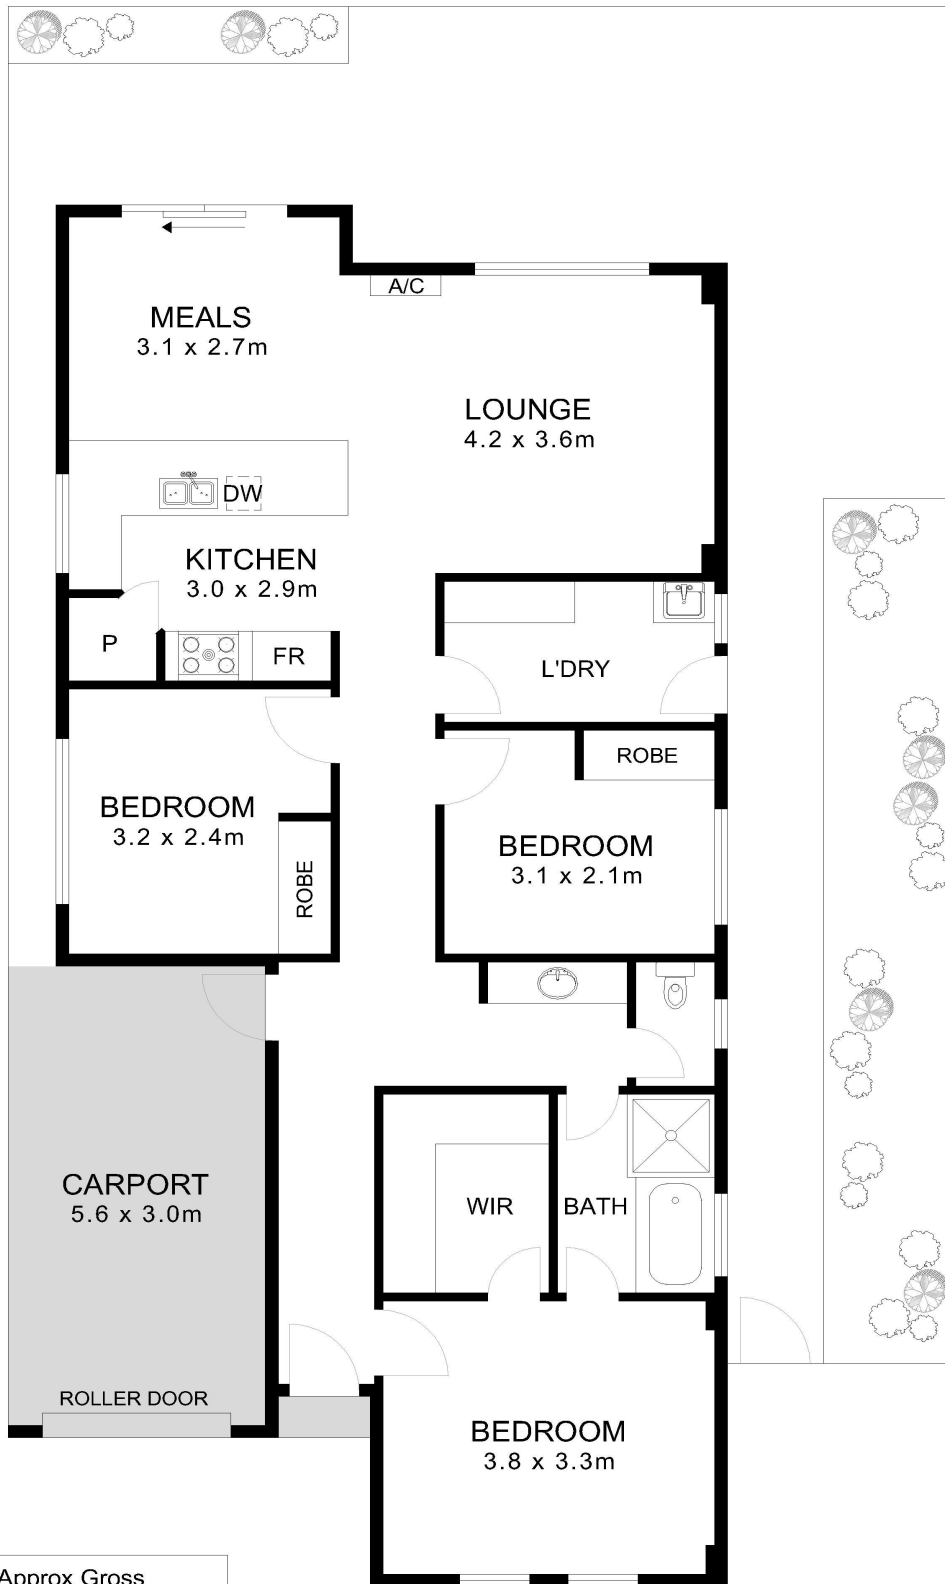 A/C
MEALS
3.1 x 2.7m
LOUNGE
4.2 x 3.6m
DW
KITCHEN
3.0 x 2.9m
P
FR
L'DRY
ROBE
BEDROOM
3.2 x 2.4m
BEDROOM
3.1 x 2.1m
ROBE
CARPORT
5.6 x 3.0m
WIR
BATH
ROLLER DOOR
BEDROOM
3.8 x 3.3m
Approx Gross